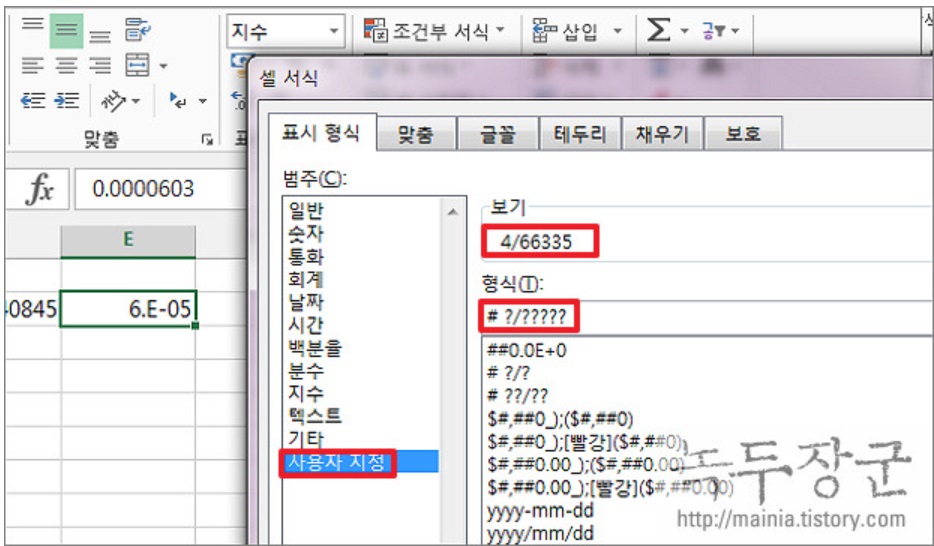 지수
조건부 서식
삽입
맞춤
fx
0.0000603
E
40845
6.E-05
셀 서식
표시 형식
맞춤
글꼴
테두리
채우기
보호
범주(C):
일반
숫자
통화
회계
날짜
시간
백분율
분수
지수
텍스트
기타
사용자 지정
보기
4/66335
형식(T):
# ?/?????
##0.0E+0
# ?/?
# ??/??
$#,##0_);($#,##0)
$#,##0_);[빨강]($#,##0)
$#,##0.00_);($#,##0.00)
$#,##0.00_);[빨강]($#,##0.00)
yyyy-mm-dd
yyyy/mm/dd
녹두장군
http://mainia.tistory.com